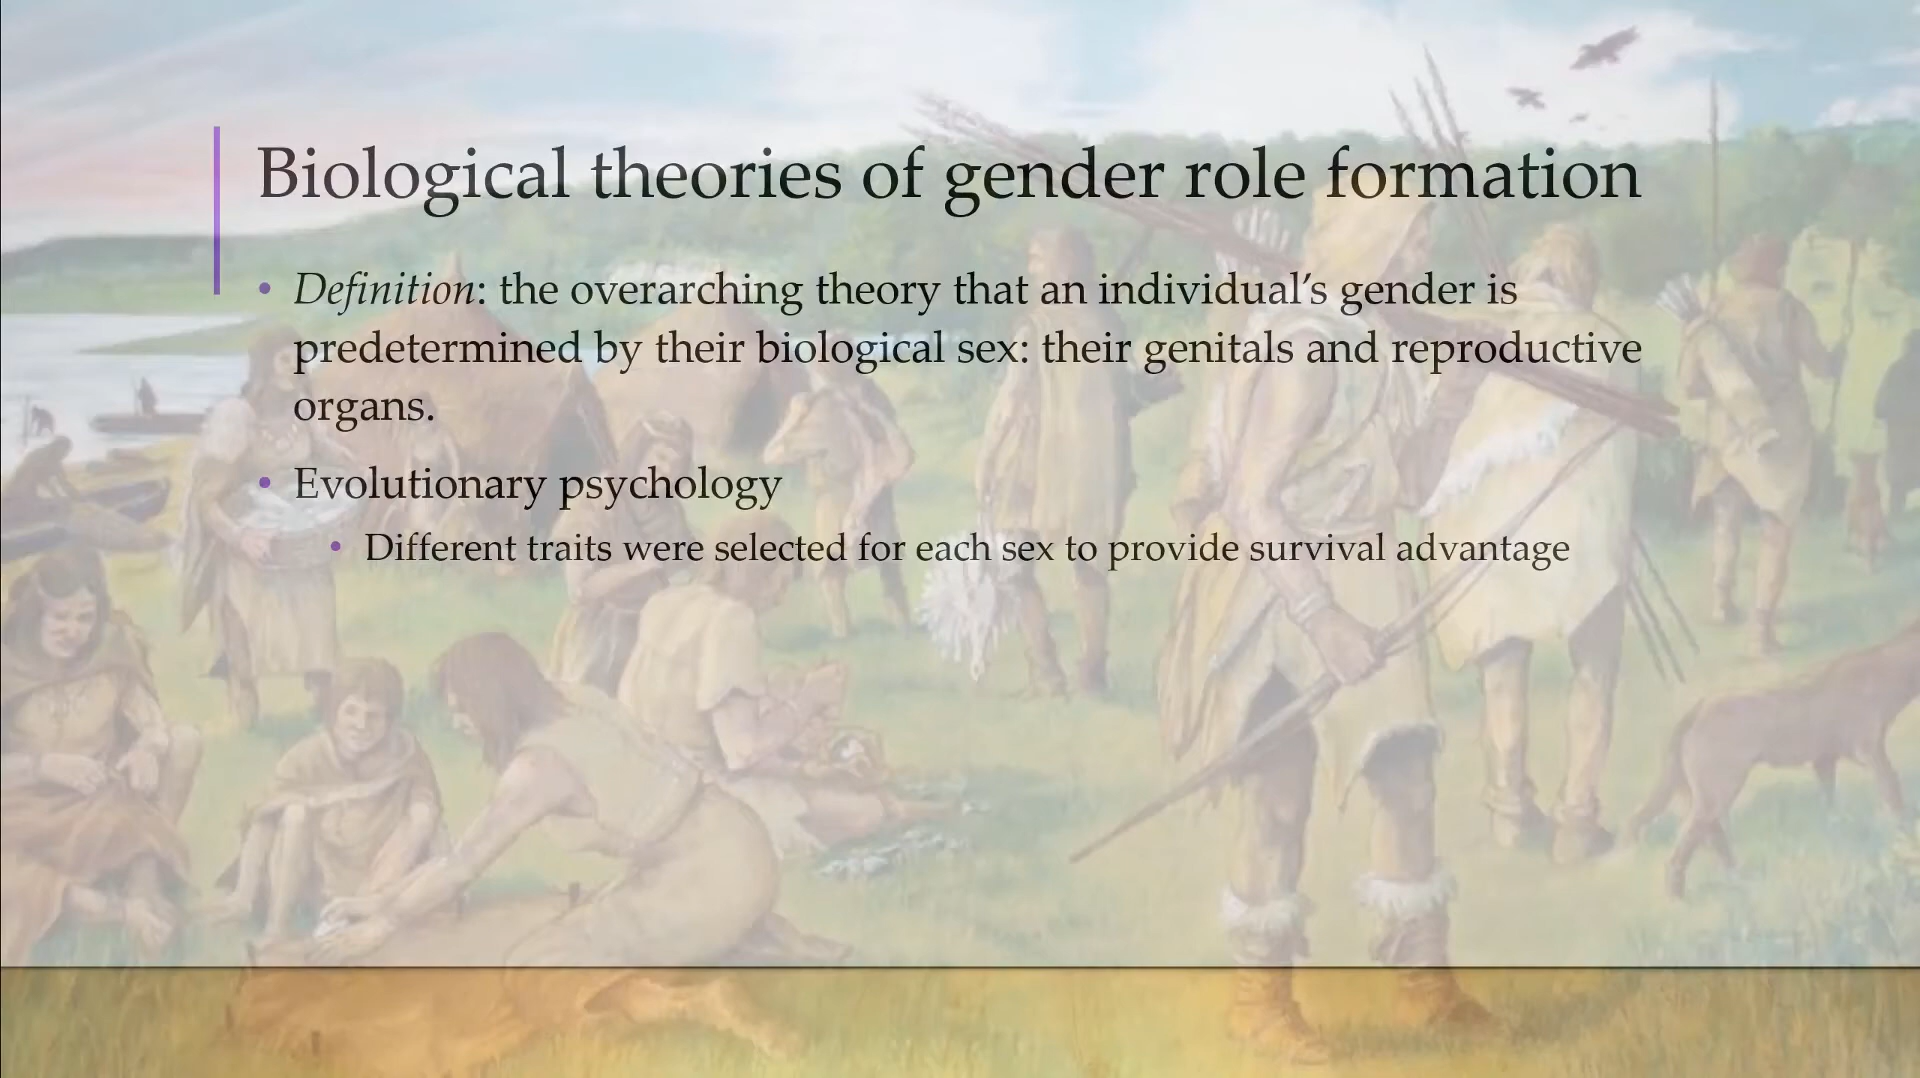 Biological theories of gender role formation
• Definition: the overarching theory that an individual’s gender is
predetermined by their biological sex: their genitals and reproductive
organs.
• Evolutionary psychology
• Different traits were selected for each sex to provide survival advantage